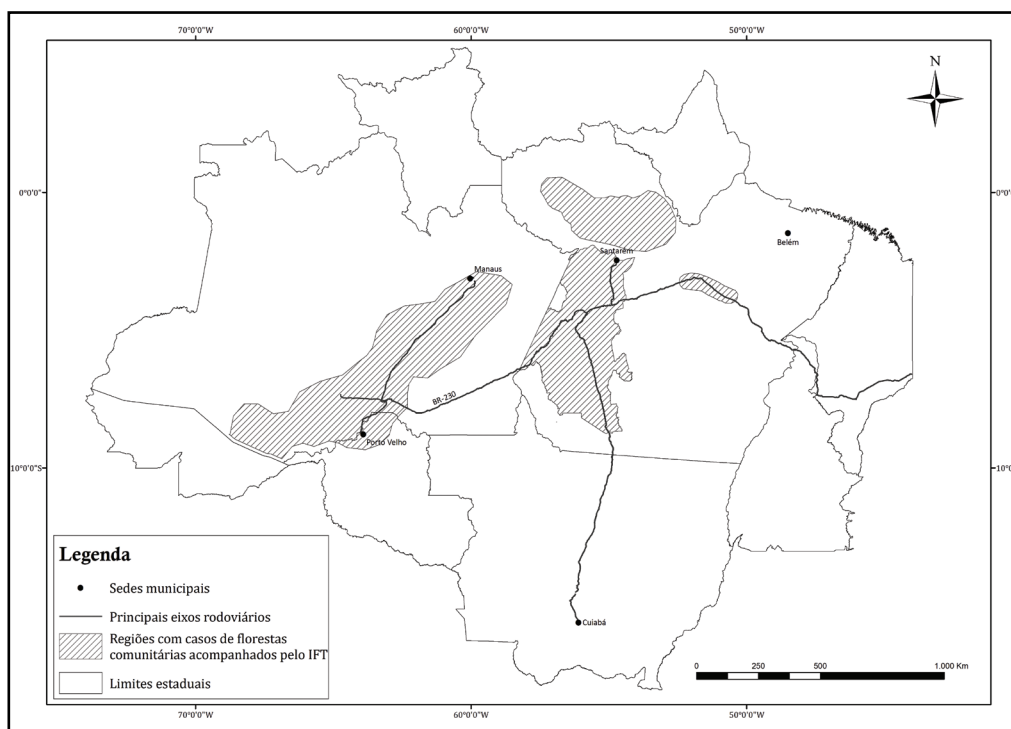 70°0'0"W
60°0'0"W
50°0'0"W
N
0°0'0"
0°0'0"
Belém
Santarém
Manaus
BR-230
Porto Velho
10°0'0"S
10°0'0"
Legenda
Sedes municipais
Principais eixos rodoviários
Regiões com casos de florestas
comunitárias acompanhados pelo IFT
Limites estaduais
Cuiabá
0 250 500 1.000 Km
70°0'0"W
60°0'0"W
50°0'0"W